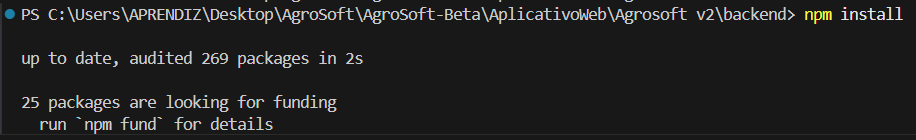 PS C:\Users\APRENDIZ\Desktop\AgroSoft\AgroSoft-Beta\AplicativoWeb\Agrosoft v2\backend> npm install
up to date, audited 269 packages in 2s
25 packages are looking for funding
  run `npm fund` for details